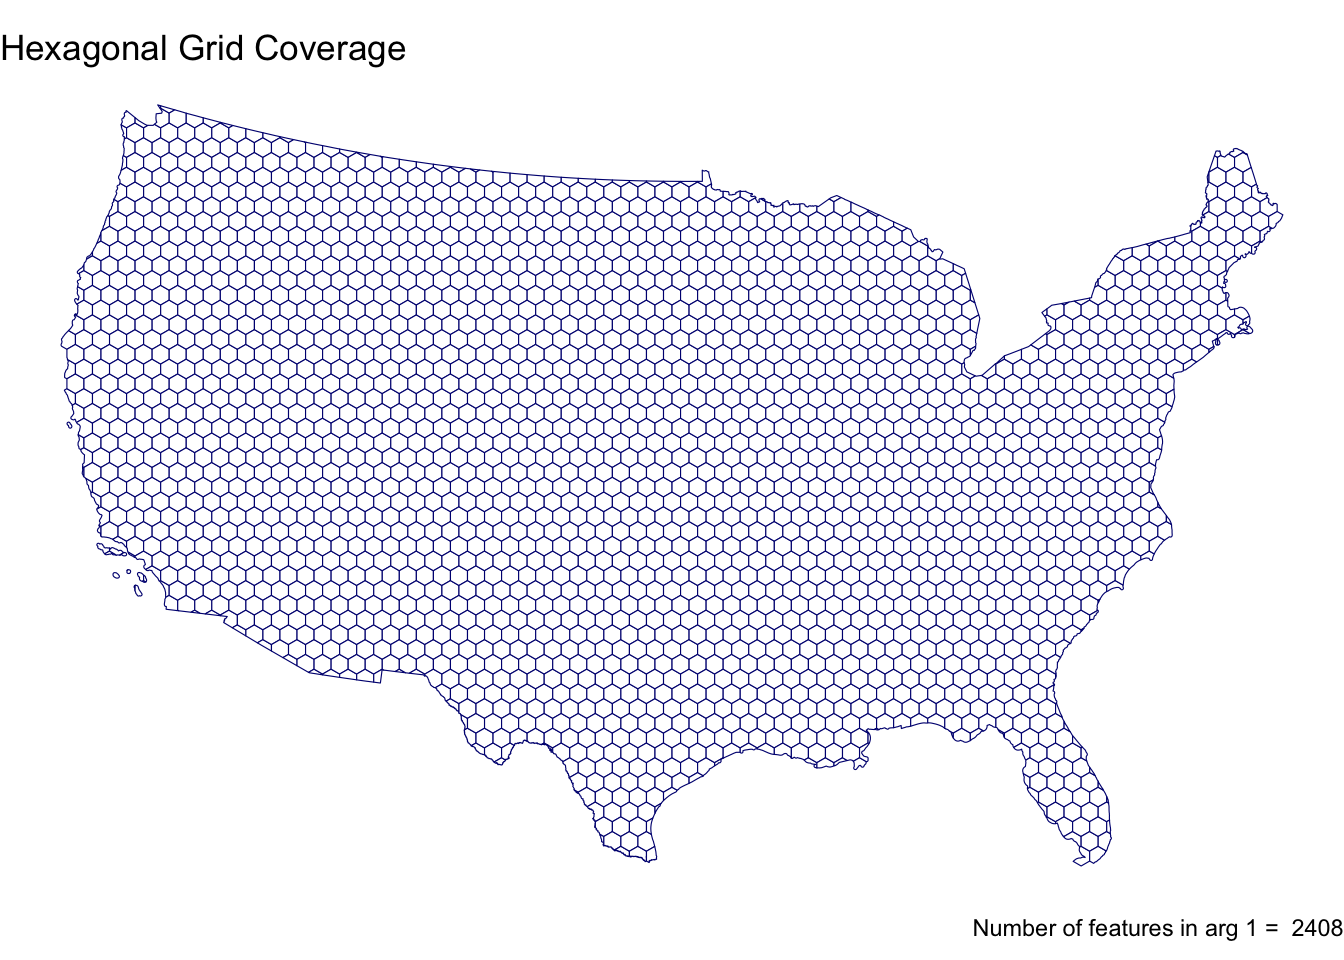 Hexagonal Grid Coverage
Number of features in arg 1 =  2408